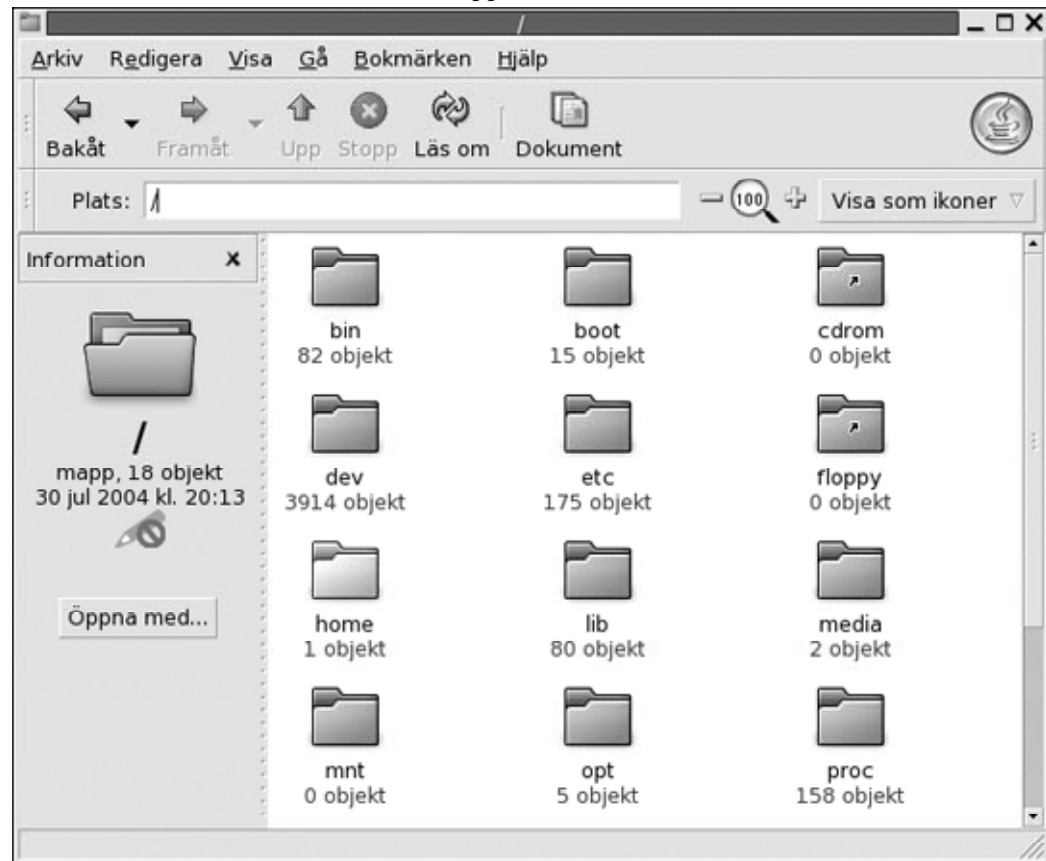 /
Arkiv Redigera Visa Gå Bokmärken Hjälp
Bakåt Framåt Upp Stopp Läs om Dokument
Plats: / 100 Visa som ikoner
Information
/
mapp, 18 objekt
30 jul 2004 kl. 20:13
Öppna med...
bin boot cdrom
82 objekt 15 objekt 0 objekt
dev etc floppy
3914 objekt 175 objekt 0 objekt
home lib media
1 objekt 80 objekt 2 objekt
mnt opt proc
0 objekt 5 objekt 158 objekt